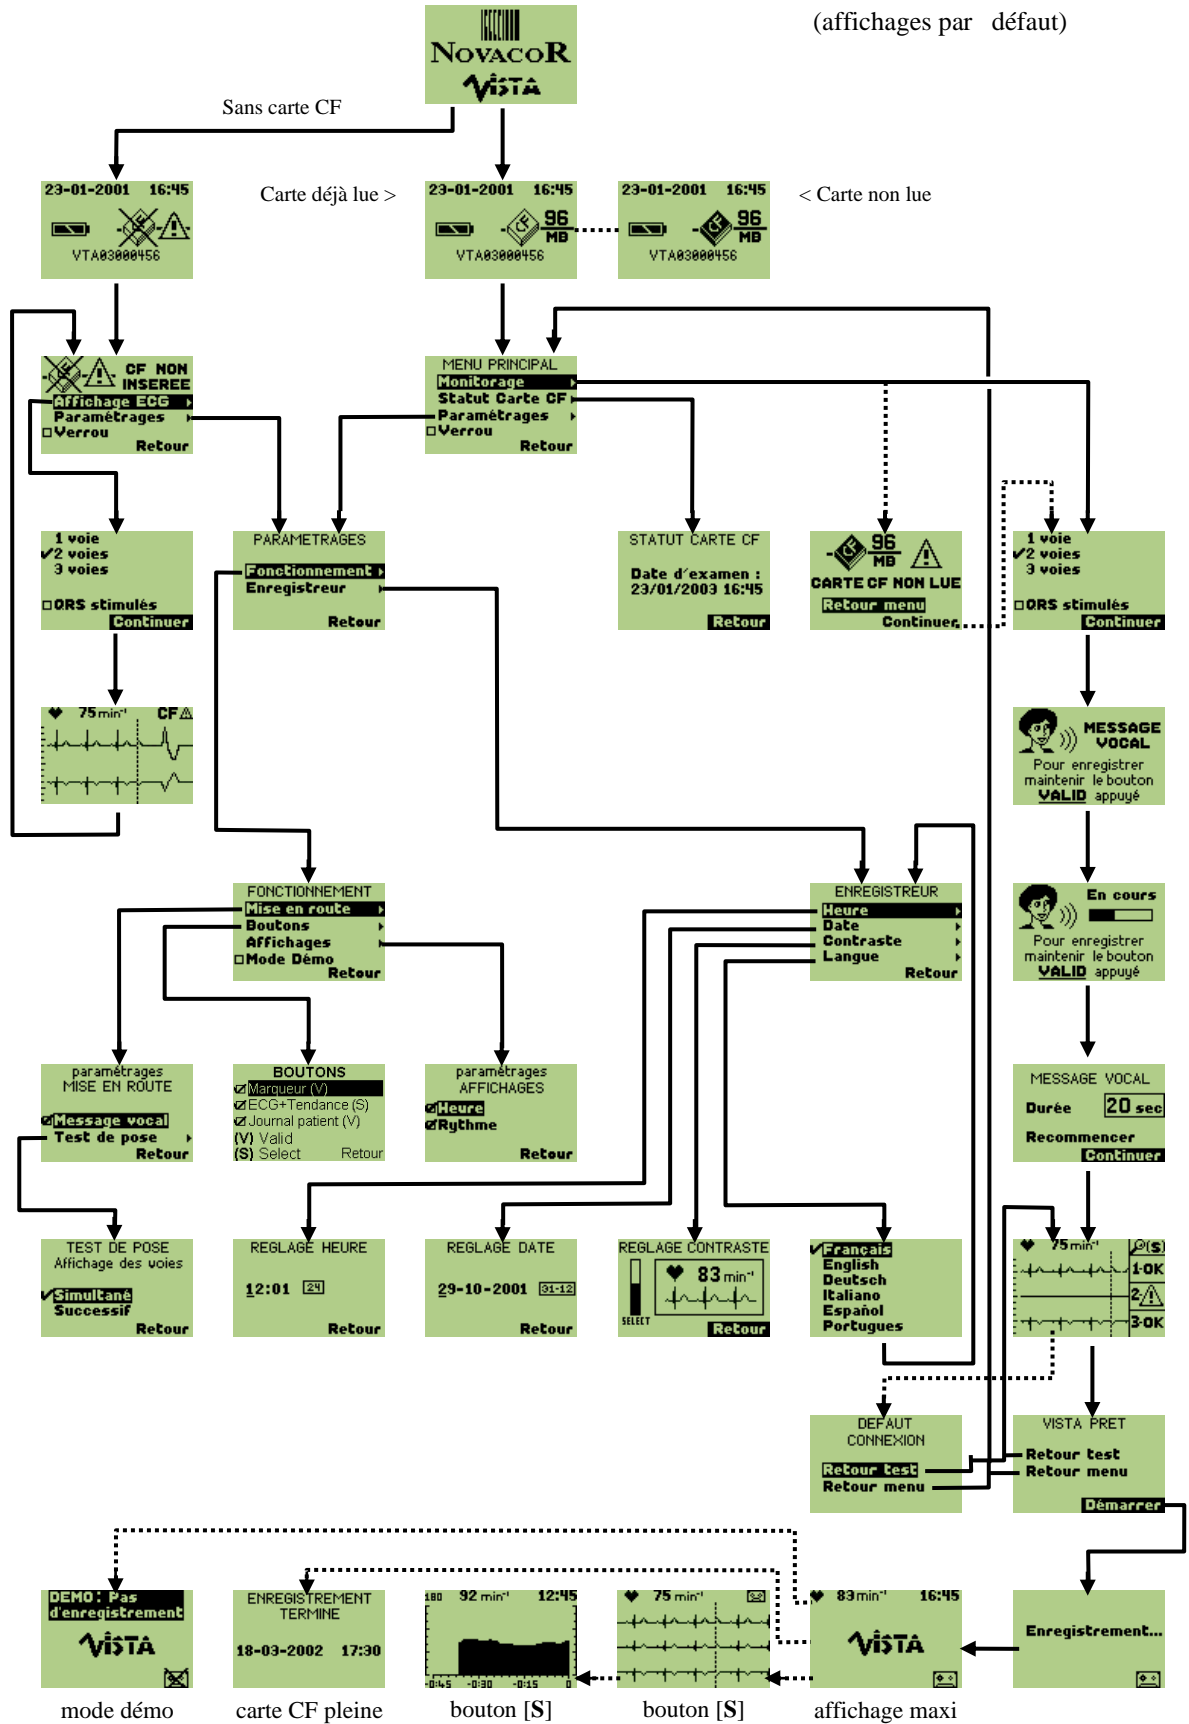 (affichages par défaut)
NOVACOR
VISTA
Sans carte CF
23-01-2001 16:45
CF
VTA03000456
Carte déjà lue >
23-01-2001 16:45
CF 96
MB
VTA03000456
23-01-2001 16:45
CF 96
MB
VTA03000456
< Carte non lue
CF NON
INSEREE
Affichage ECG
Paramétrages
Verrou
Retour
MENU PRINCIPAL
Monitorage
Statut Carte CF
Paramétrages
Verrou
Retour
1 voie
2 voies
3 voies
QRS stimulés
Continuer
PARAMETRAGES
Fonctionnement
Enregistreur
Retour
STATUT CARTE CF
Date d'examen :
23/01/2003 16:45
Retour
CF 96
MB
CARTE CF NON LUE
Retour menu
Continuer
1 voie
2 voies
3 voies
QRS stimulés
Continuer
75 min-1 CF
MESSAGE
VOCAL
Pour enregistrer
maintenir le bouton
VALID appuyé
FONCTIONNEMENT
Mise en route
Boutons
Affichages
Mode Démo
Retour
ENREGISTREUR
Heure
Date
Contraste
Langue
Retour
En cours
Pour enregistrer
maintenir le bouton
VALID appuyé
paramétrages
MISE EN ROUTE
Message vocal
Test de pose
Retour
BOUTONS
Marqueur (V)
ECG+Tendance (S)
Journal patient (V)
(V) Valid
(S) Select Retour
paramétrages
AFFICHAGES
Heure
Rythme
Retour
MESSAGE VOCAL
Durée 20 sec
Recommencer
Continuer
TEST DE POSE
Affichage des voies
Simultané
Successif
Retour
REGLAGE HEURE
12:01 24
Retour
REGLAGE DATE
29-10-2001 31-12
Retour
REGLAGE CONTRASTE
83 min-1
SELECT
Retour
Français
English
Deutsch
Italiano
Español
Portugues
75 min-1 (S)
1-OK
2-
3-OK
DEFAUT
CONNEXION
Retour test
Retour menu
VISTA PRET
Retour test
Retour menu
Démarrer
DEMO: Pas
d'enregistrement
VISTA
mode démo
ENREGISTREMENT
TERMINE
18-03-2002 17:30
carte CF pleine
180 92 min-1 12:45
-0:45 -0:30 -0:15 0
bouton [S]
75 min-1
bouton [S]
83 min-1 16:45
VISTA
affichage maxi
Enregistrement...